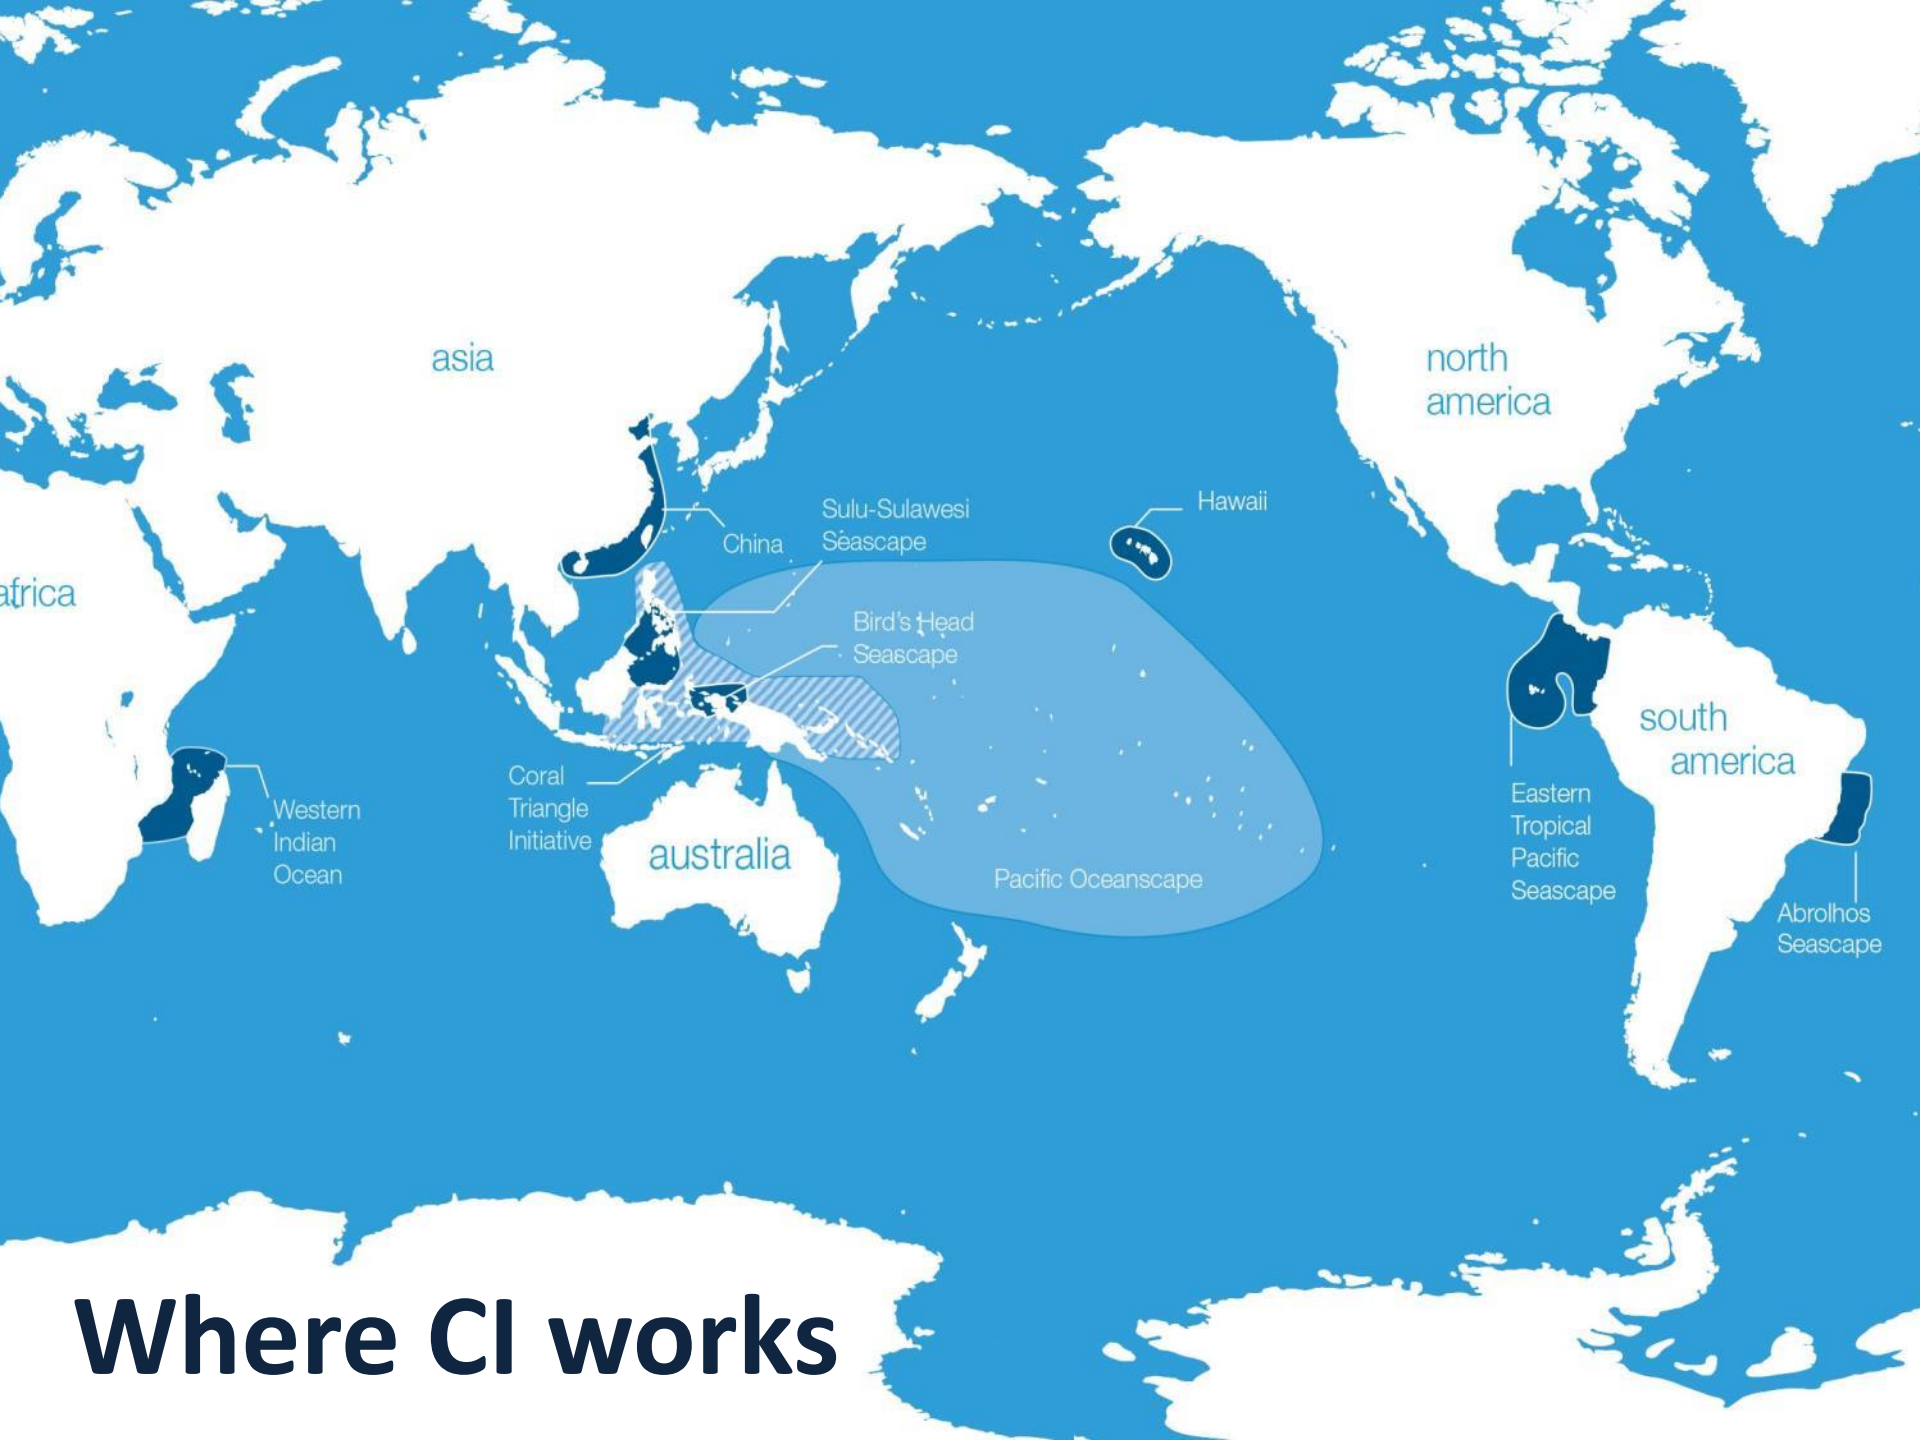 asia
north
america
Hawaii
Sulu-Sulawesi
Seascape
China
africa
Bird's Head
Seascape
south
america
Coral
Triangle
Initiative
Western
Indian
Ocean
australia
Pacific Oceanscape
Eastern
Tropical
Pacific
Seascape
Abrolhos
Seascape
Where CI works